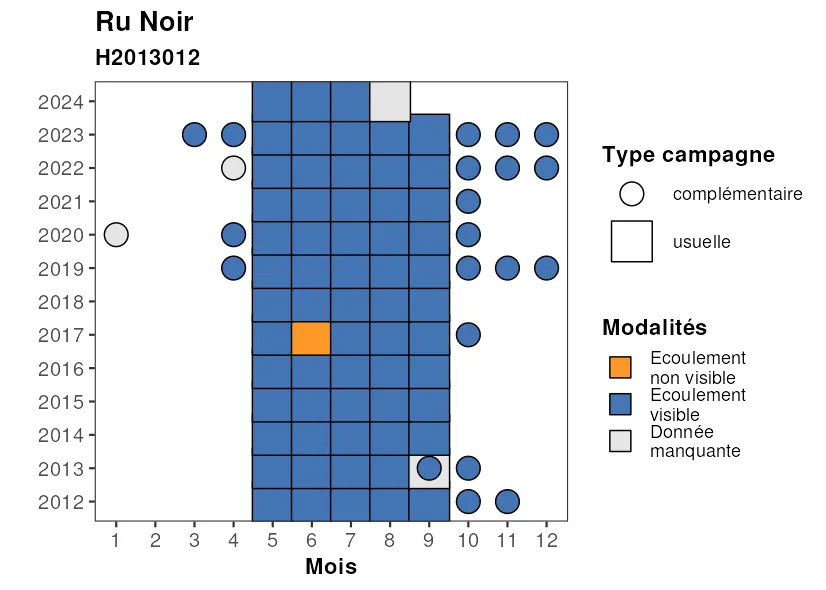 Ru Noir
H2013012
2024
2023
2022
2021
2020
2019
2018
2017
2016
2015
2014
2013
2012
1 2 3 4 5 6 7 8 9 10 11 12
Mois
Type campagne
complémentaire
usuelle
Modalités
Ecoulement
non visible
Ecoulement
visible
Donnée
manquante